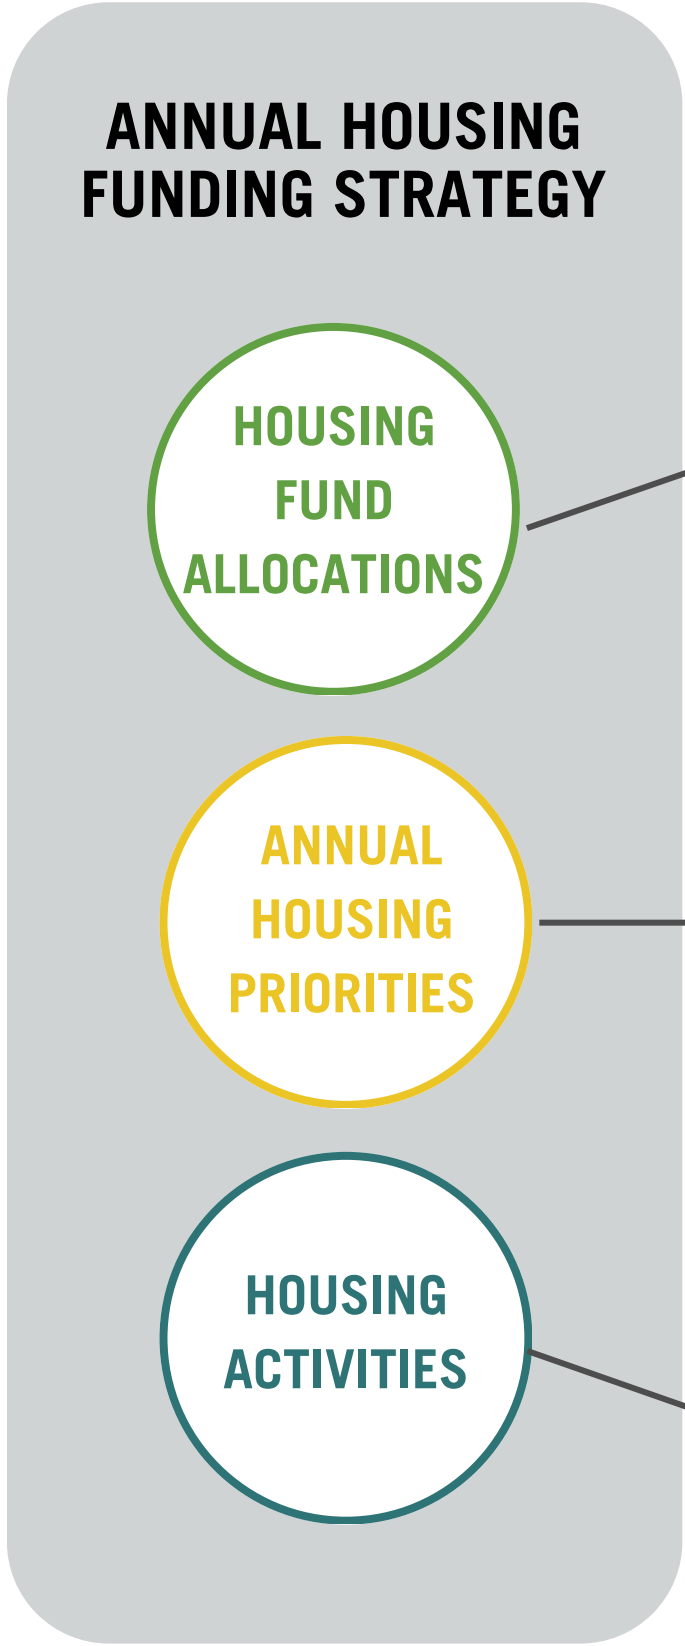 ANNUAL HOUSING
FUNDING STRATEGY
HOUSING
FUND
ALLOCATIONS
ANNUAL
HOUSING
PRIORITIES
HOUSING
ACTIVITIES